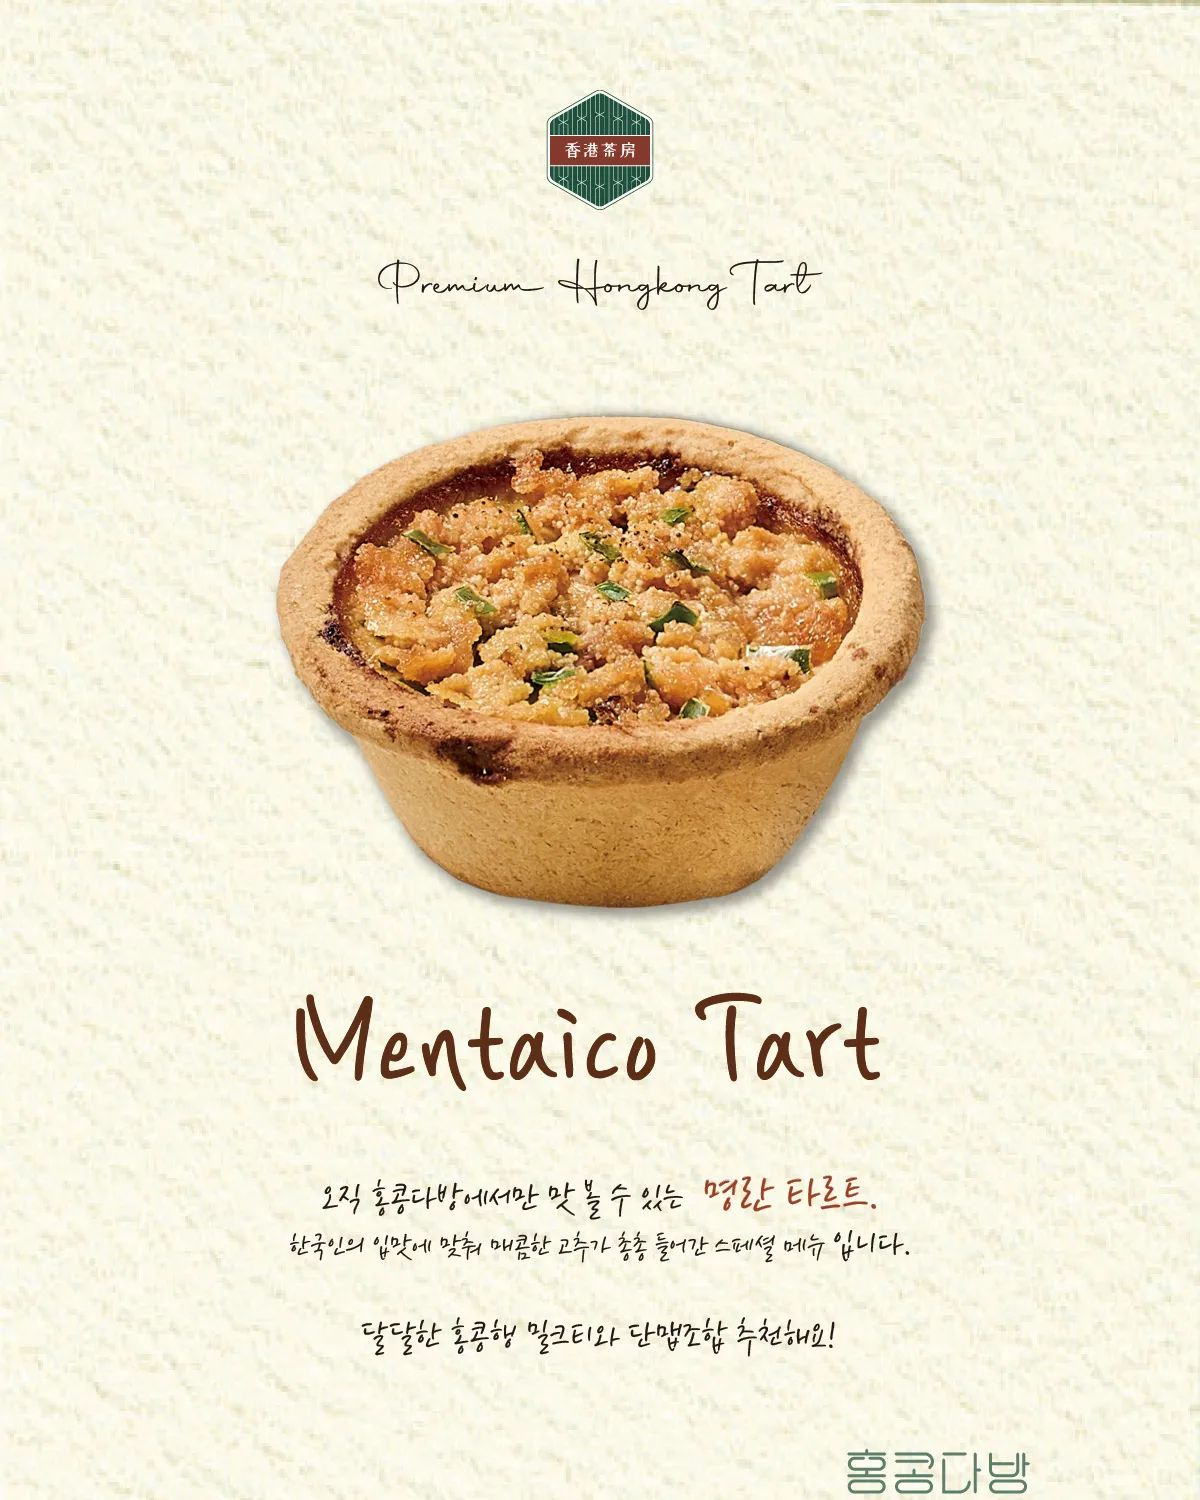 香港茶房
Premium Hongkong Tart
Mentaico Tart
오직 홍콩다방에서만 맛 볼 수 있는 명란 타르트.
한국인의 입맛에 맞춰 매콤한 고추가 총총 들어간 스페셜 메뉴 입니다.
달달한 홍콩행 밀크티와 단맵조합 추천해요!
홍콩다방